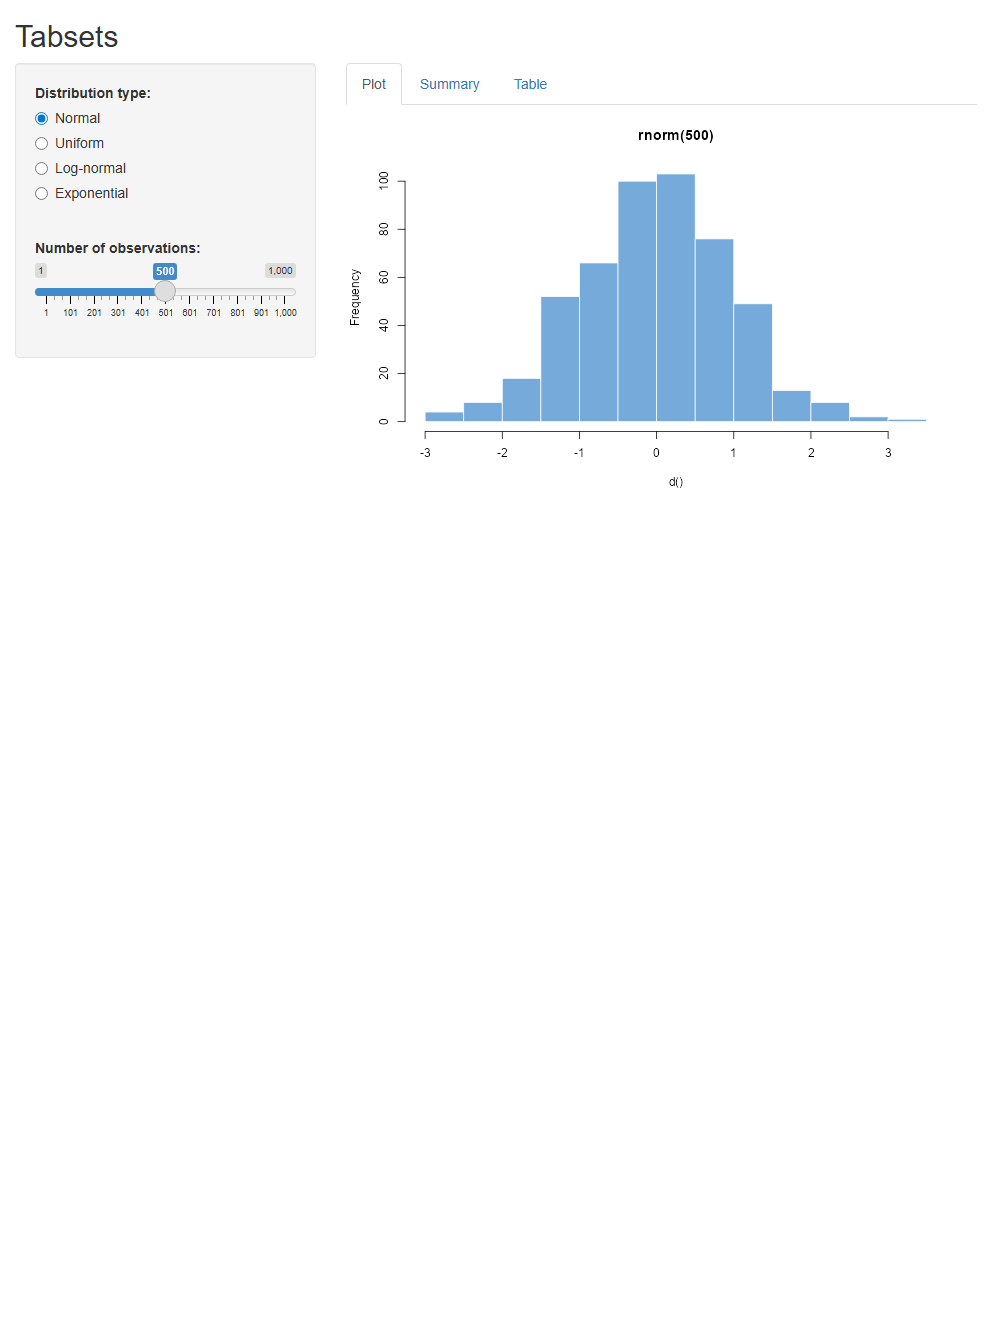 Tabsets
Distribution type:
Normal
Uniform
Log-normal
Exponential
Number of observations:
1 500 1,000
1 101 201 301 401 501 601 701 801 901 1,000
Plot Summary Table
rnorm(500)
Frequency
100
80
60
40
20
0
-3 -2 -1 0 1 2 3
d()